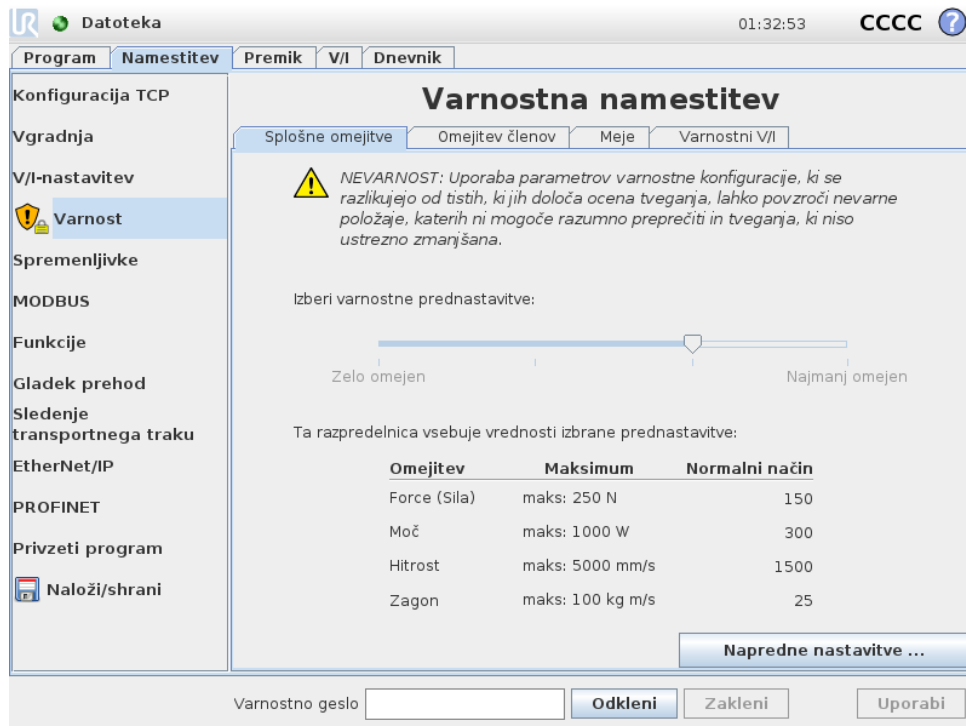 UR Datoteka 01:32:53 CCCC ?
Program Namestitev Premik V/I Dnevnik
Konfiguracija TCP
Vgradnja
V/I-nastavitev
Varnost
Spremenljivke
MODBUS
Funkcije
Gladek prehod
Sledenje
transportnega traku
EtherNet/IP
PROFINET
Privzeti program
Naloži/shrani
Varnostna namestitev
Splošne omejitve Omejitev členov Meje Varnostni V/I
NEVARNOST: Uporaba parametrov varnostne konfiguracije, ki se
razlikujejo od tistih, ki jih določa ocena tveganja, lahko povzroči nevarne
položaje, katerih ni mogoče razumno preprečiti in tveganja, ki niso
ustrezno zmanjšana.
Izberi varnostne prednastavitve:
Zelo omejen Najmanj omejen
Ta razpredelnica vsebuje vrednosti izbrane prednastavitve:
Omejitev Maksimum Normalni način
Force (Sila) maks: 250 N 150
Moč maks: 1000 W 300
Hitrost maks: 5000 mm/s 1500
Zagon maks: 100 kg m/s 25
Napredne nastavitve ...
Varnostno geslo Odkleni Zakleni Uporabi